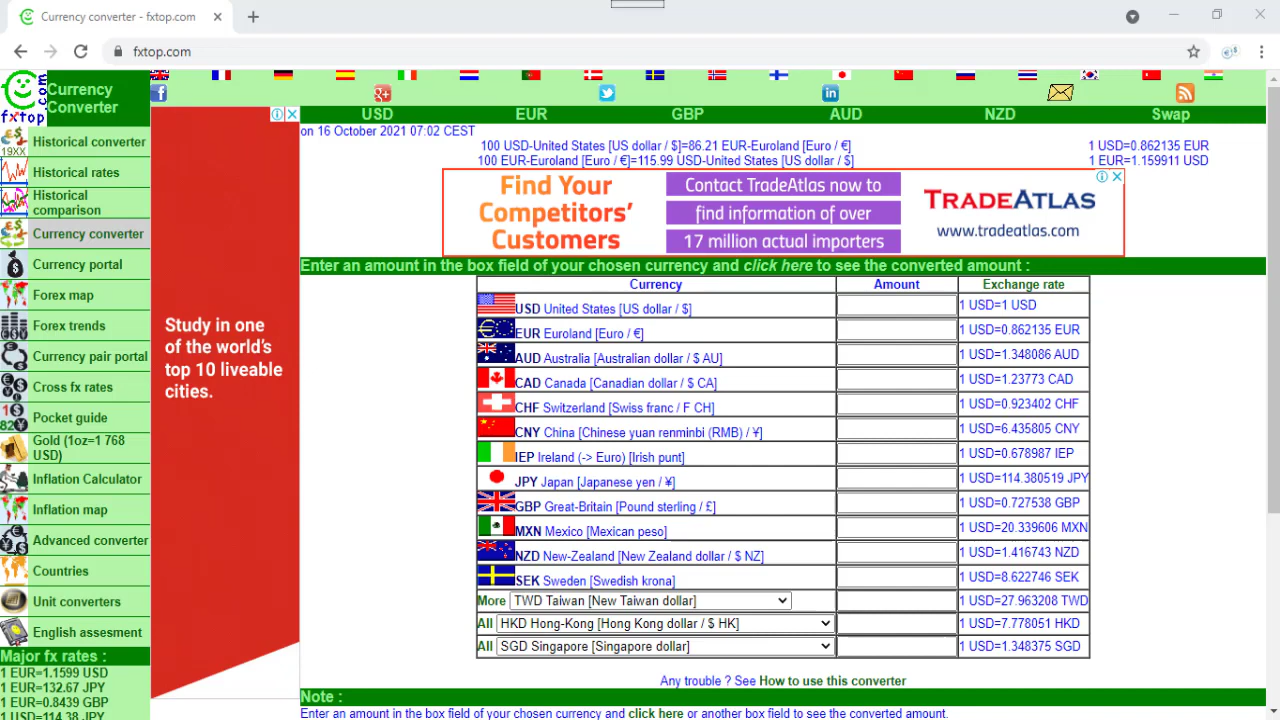 Currency converter - fxtop.com
fxtop.com
fxtop.com
Currency
Converter
19XX
Historical converter
Historical rates
Historical
comparison
Currency converter
Currency portal
Forex map
Forex trends
Currency pair portal
Cross fx rates
Pocket guide
Gold (1oz=1 768
USD)
Inflation Calculator
Inflation map
Advanced converter
Countries
Unit converters
English assesment
Major fx rates :
1 EUR=1.1599 USD
1 EUR=132.67 JPY
1 EUR=0.8439 GBP
1 USD=114.38 JPY
Study in one
of the world's
top 10 liveable
cities.
USD EUR GBP AUD NZD Swap
on 16 October 2021 07:02 CEST
100 USD-United States [US dollar / $]=86.21 EUR-Euroland [Euro / €] 1 USD=0.862135 EUR
100 EUR-Euroland [Euro / €]=115.99 USD-United States [US dollar / $] 1 EUR=1.159911 USD
Find Your
Competitors'
Customers
Contact TradeAtlas now to
find information of over
17 million actual importers
TRADEATLAS
www.tradeatlas.com
Enter an amount in the box field of your chosen currency and click here to see the converted amount :
Currency Amount Exchange rate
USD United States [US dollar / $] 1 USD=1 USD
EUR Euroland [Euro / €] 1 USD=0.862135 EUR
AUD Australia [Australian dollar / $ AU] 1 USD=1.348086 AUD
CAD Canada [Canadian dollar / $ CA] 1 USD=1.23773 CAD
CHF Switzerland [Swiss franc / F CH] 1 USD=0.923402 CHF
CNY China [Chinese yuan renminbi (RMB) / ¥] 1 USD=6.435805 CNY
IEP Ireland (-> Euro) [Irish punt] 1 USD=0.678987 IEP
JPY Japan [Japanese yen / ¥] 1 USD=114.380519 JPY
GBP Great-Britain [Pound sterling / £] 1 USD=0.727538 GBP
MXN Mexico [Mexican peso] 1 USD=20.339606 MXN
NZD New-Zealand [New Zealand dollar / $ NZ] 1 USD=1.416743 NZD
SEK Sweden [Swedish krona] 1 USD=8.622746 SEK
More TWD Taiwan [New Taiwan dollar] 1 USD=27.963208 TWD
All HKD Hong-Kong [Hong Kong dollar / $ HK] 1 USD=7.778051 HKD
All SGD Singapore [Singapore dollar] 1 USD=1.348375 SGD
Any trouble ? See How to use this converter
Note :
Enter an amount in the box field of your chosen currency and click here or another box field to see the converted amount.